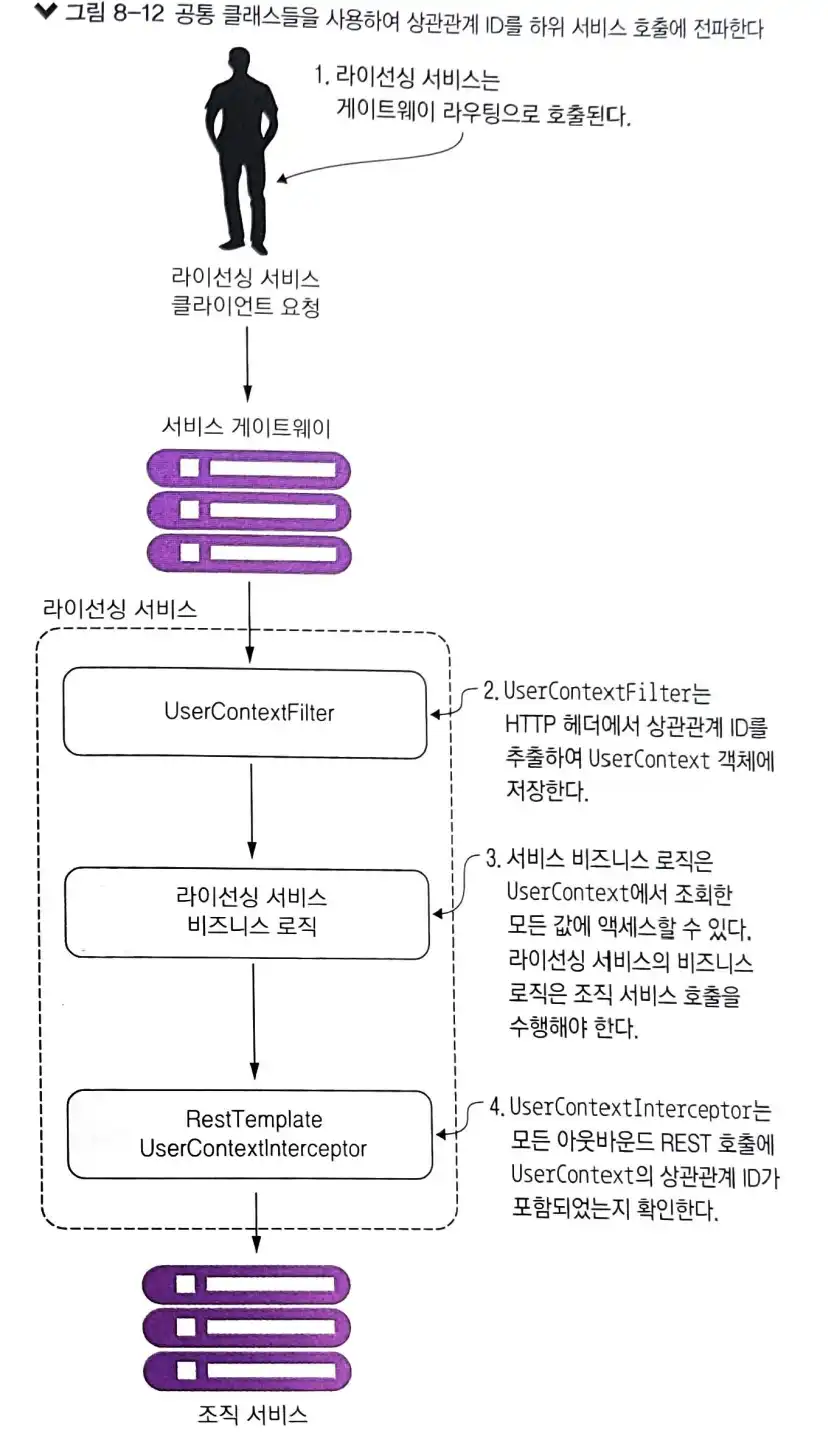 그림 8-12 공통 클래스들을 사용하여 상관관계 ID를 하위 서비스 호출에 전파한다
1. 라이선싱 서비스는
게이트웨이 라우팅으로 호출된다.
라이선싱 서비스
클라이언트 요청
서비스 게이트웨이
라이선싱 서비스
UserContextFilter
2. UserContextFilter는
HTTP 헤더에서 상관관계 ID를
추출하여 UserContext 객체에
저장한다.
라이선싱 서비스
비즈니스 로직
3. 서비스 비즈니스 로직은
UserContext에서 조회한
모든 값에 액세스할 수 있다.
라이선싱 서비스의 비즈니스
로직은 조직 서비스 호출을
수행해야 한다.
RestTemplate
UserContextInterceptor
4. UserContextInterceptor는
모든 아웃바운드 REST 호출에
UserContext의 상관관계 ID가
포함되었는지 확인한다.
조직 서비스